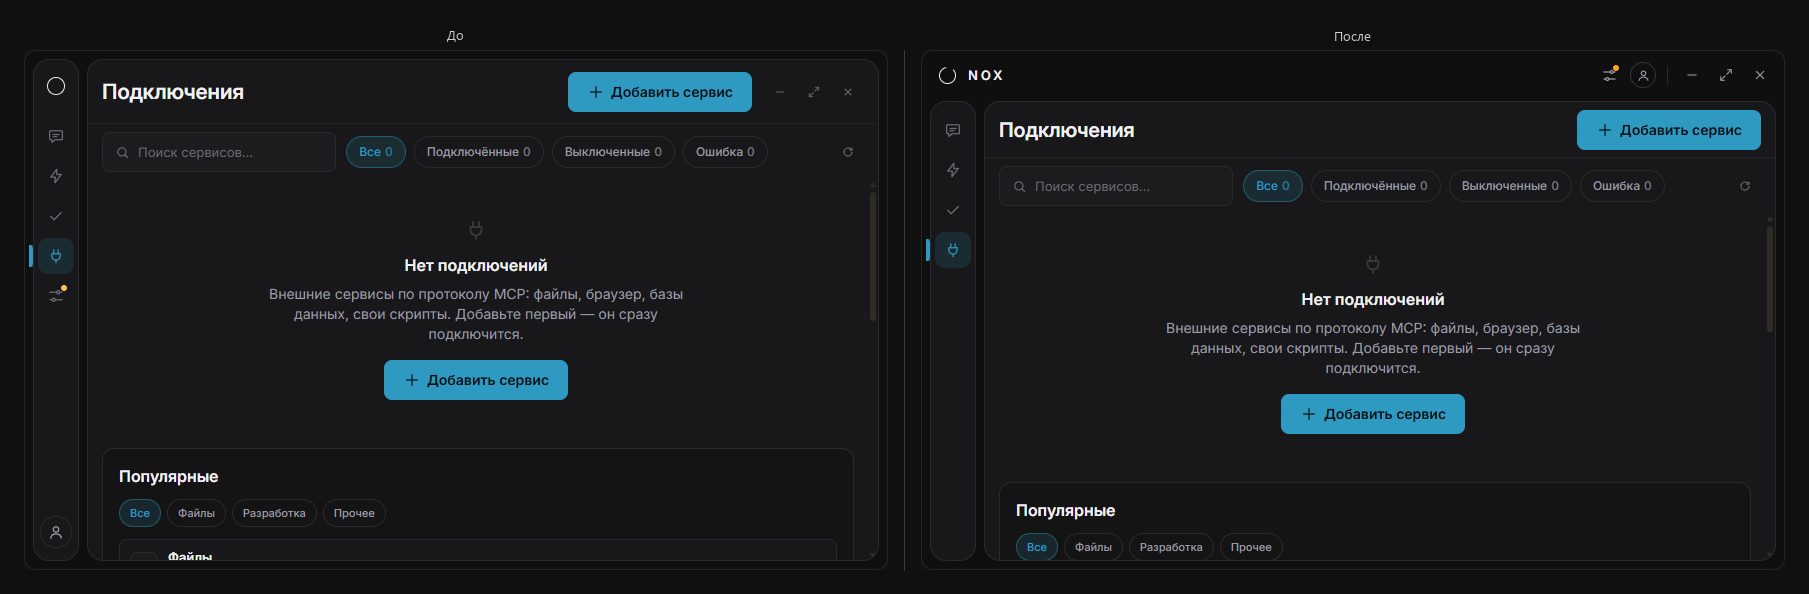 До
Подключения
+ Добавить сервис
Поиск сервисов...
Все 0
Подключённые 0
Выключенные 0
Ошибка 0
Нет подключений
Внешние сервисы по протоколу MCP: файлы, браузер, базы
данных, свои скрипты. Добавьте первый — он сразу
подключится.
+ Добавить сервис
Популярные
Все
Файлы
Разработка
Прочее
Файлы
После
NOX
Подключения
+ Добавить сервис
Поиск сервисов...
Все 0
Подключённые 0
Выключенные 0
Ошибка 0
Нет подключений
Внешние сервисы по протоколу MCP: файлы, браузер, базы
данных, свои скрипты. Добавьте первый — он сразу
подключится.
+ Добавить сервис
Популярные
Все
Файлы
Разработка
Прочее